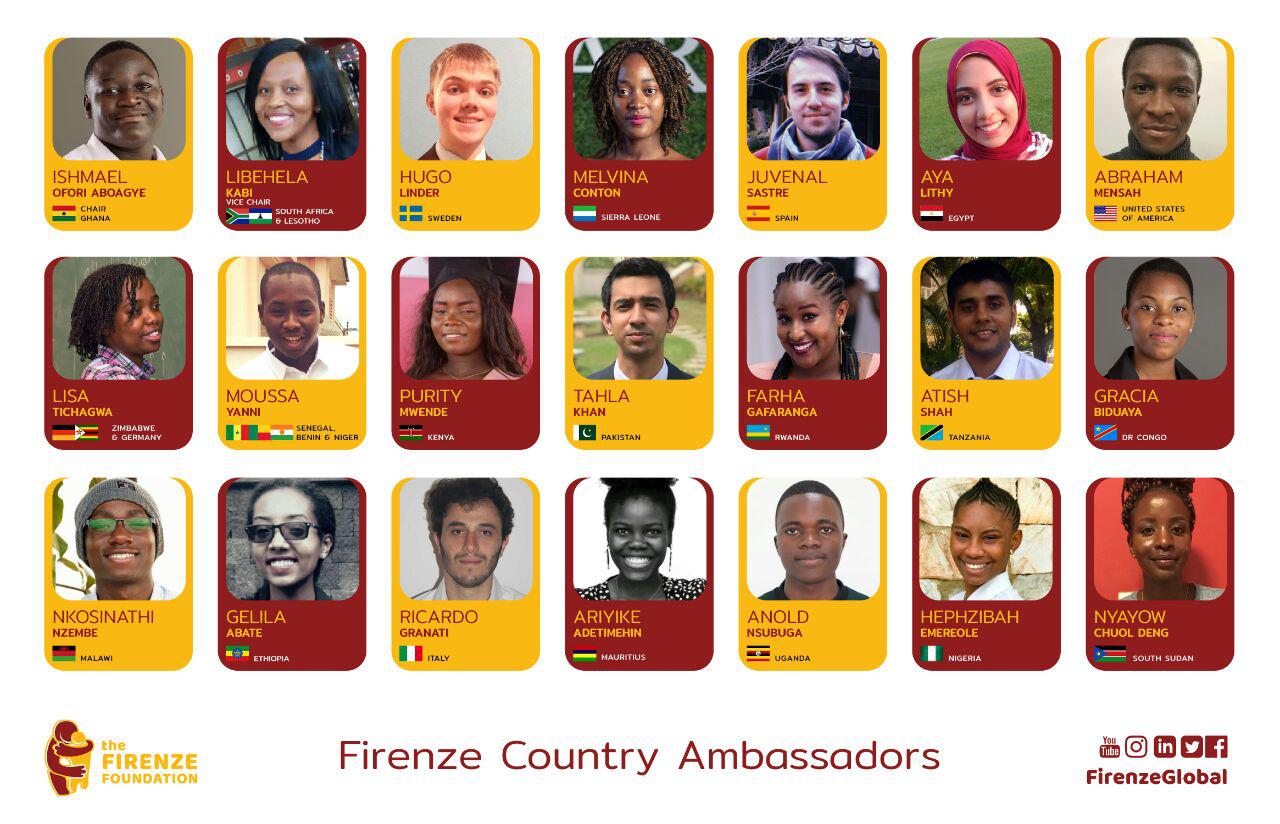 ISHMAEL
OFORI ABOAGYE
CHAIR
GHANA
LIBEHELA
KABI
VICE CHAIR
SOUTH AFRICA
& LESOTHO
HUGO
LINDER
SWEDEN
MELVINA
CONTON
SIERRA LEONE
JUVENAL
SASTRE
SPAIN
AYA
LITHY
EGYPT
ABRAHAM
MENSAH
UNITED STATES
OF AMERICA
LISA
TICHAGWA
ZIMBABWE
& GERMANY
MOUSSA
YANNI
SENEGAL,
BENIN & NIGER
PURITY
MWENDE
KENYA
TAHLA
KHAN
PAKISTAN
FARHA
GAFARANGA
RWANDA
ATISH
SHAH
TANZANIA
GRACIA
BIDUAYA
DR CONGO
NKOSINATHI
NZEMBE
MALAWI
GELILA
ABATE
ETHIOPIA
RICARDO
GRANATI
ITALY
ARIYIKE
ADETIMEHIN
MAURITIUS
ANOLD
NSUBUGA
UGANDA
HEPHZIBAH
EMEREOLE
NIGERIA
NYAYOW
CHUOL DENG
SOUTH SUDAN
the
FIRENZE
FOUNDATION
Firenze Country Ambassadors
You
Tube
in
f
FirenzeGlobal